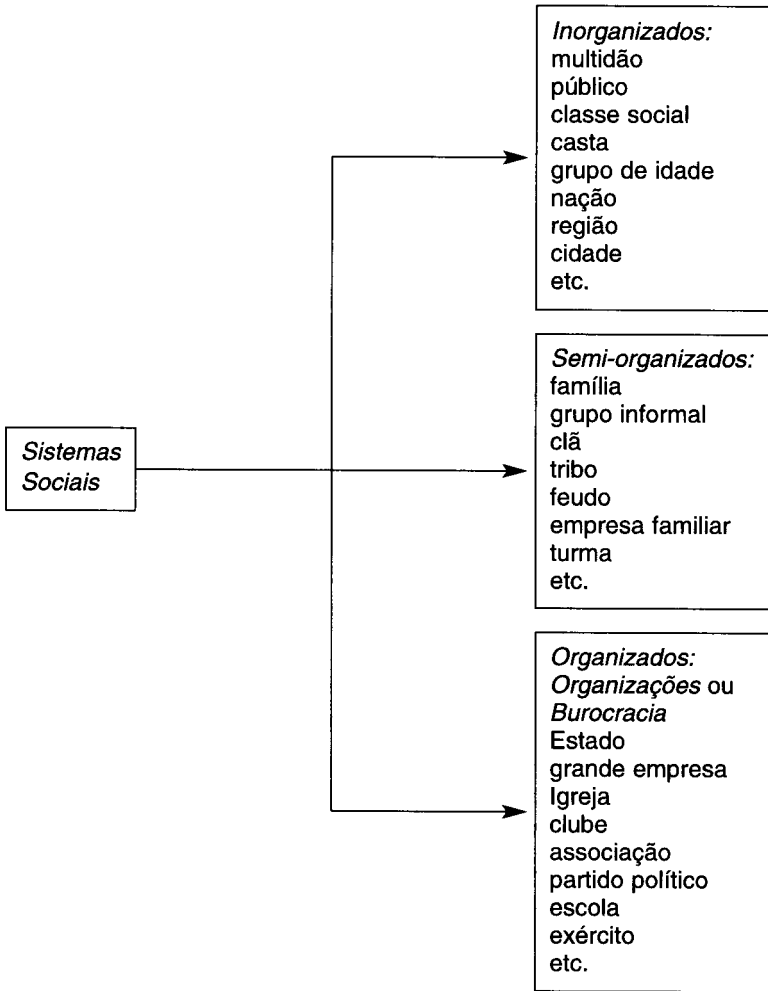 Sistemas
Sociais
Inorganizados:
multidão
público
classe social
casta
grupo de idade
nação
região
cidade
etc.
Semi-organizados:
família
grupo informal
clã
tribo
feudo
empresa familiar
turma
etc.
Organizados:
Organizações ou
Burocracia
Estado
grande empresa
Igreja
clube
associação
partido político
escola
exército
etc.